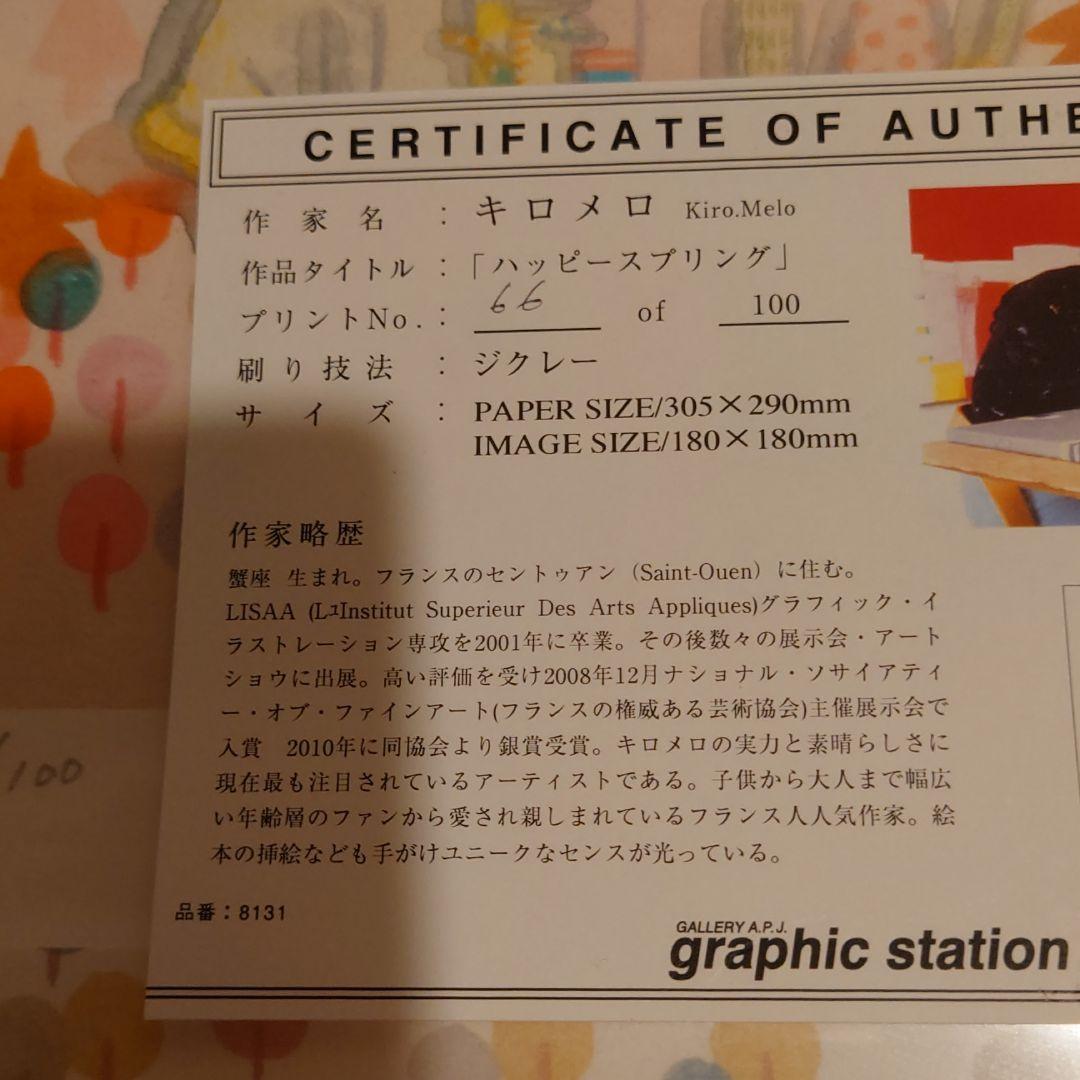 CERTIFICATE OF AUTHE
作家名 : キロメロ Kiro.Melo
作品タイトル : 「ハッピースプリング」
プリントNo. : 66 of 100
刷り技法 : ジクレー
サイズ : PAPER SIZE/305×290mm
IMAGE SIZE/180×180mm
作家略歴
蟹座 生まれ。フランスのセントゥアン（Saint-Ouen）に住む。
LISAA (LｺInstitut Superieur Des Arts Appliques)グラフィック・イ
ラストレーション専攻を2001年に卒業。その後数々の展示会・アート
ショウに出展。高い評価を受け2008年12月ナショナル・ソサイアティ
ー・オブ・ファインアート(フランスの権威ある芸術協会)主催展示会で
入賞 2010年に同協会より銀賞受賞。キロメロの実力と素晴らしさに
現在最も注目されているアーティストである。子供から大人まで幅広
い年齢層のファンから愛され親しまれているフランス人人気作家。絵
本の挿絵なども手がけユニークなセンスが光っている。
品番：8131
GALLERY A.P.J.
graphic station
/100